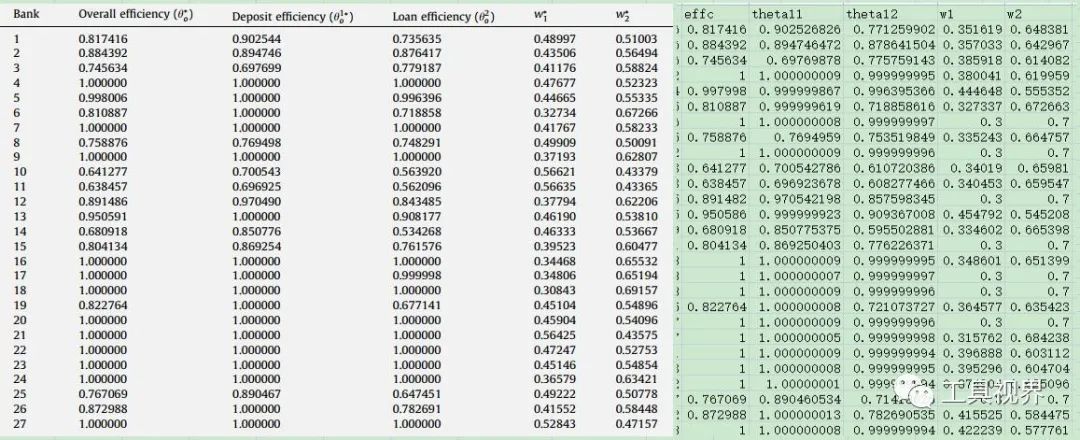 Bank Overall efficiency (θₒ*) Deposit efficiency (θₒ¹*) Loan efficiency (θₒ²) w₁* w₂*
1 0.817416 0.902544 0.735635 0.48997 0.51003
2 0.884392 0.894746 0.876417 0.43506 0.56494
3 0.745634 0.697699 0.779187 0.41176 0.58824
4 1.000000 1.000000 1.000000 0.47677 0.52323
5 0.998006 1.000000 0.996396 0.44665 0.55335
6 0.810887 1.000000 0.718858 0.32734 0.67266
7 1.000000 1.000000 1.000000 0.41767 0.58233
8 0.758876 0.769498 0.748291 0.49909 0.50091
9 1.000000 1.000000 1.000000 0.37193 0.62807
10 0.641277 0.700543 0.563920 0.56621 0.43379
11 0.638457 0.696925 0.562096 0.56635 0.43365
12 0.891486 0.970490 0.843485 0.37794 0.62206
13 0.950591 1.000000 0.908177 0.46190 0.53810
14 0.680918 0.850776 0.534268 0.46333 0.53667
15 0.804134 0.869254 0.761576 0.39523 0.60477
16 1.000000 1.000000 1.000000 0.34468 0.65532
17 1.000000 1.000000 0.999998 0.34806 0.65194
18 1.000000 1.000000 1.000000 0.30843 0.69157
19 0.822764 1.000000 0.677141 0.45104 0.54896
20 1.000000 1.000000 1.000000 0.45904 0.54096
21 1.000000 1.000000 1.000000 0.56425 0.43575
22 1.000000 1.000000 1.000000 0.47247 0.52753
23 1.000000 1.000000 1.000000 0.45146 0.54854
24 1.000000 1.000000 1.000000 0.36579 0.63421
25 0.767069 0.890467 0.647451 0.49222 0.50778
26 0.872988 1.000000 0.782691 0.41552 0.58448
27 1.000000 1.000000 1.000000 0.52843 0.47157
effc theta11 theta12 w1 w2
0.817416 0.902526826 0.771259902 0.351619 0.648381
0.884392 0.894746472 0.878641504 0.357033 0.642967
0.745634 0.69769878 0.775759143 0.385918 0.614082
1 1.000000009 0.999999995 0.380041 0.619959
0.997998 0.999999867 0.996395366 0.444648 0.555352
0.810887 0.999999619 0.718858616 0.327337 0.672663
1 1.000000008 0.999999997 0.3 0.7
0.758876 0.7694959 0.753519849 0.335243 0.664757
1 1.000000009 0.999999996 0.3 0.7
0.641277 0.700542786 0.610720386 0.34019 0.65981
0.638457 0.696923678 0.608277466 0.340453 0.659547
0.891482 0.970542198 0.857598345 0.3 0.7
0.950586 0.999999923 0.909367008 0.454792 0.545208
0.680918 0.850775375 0.595502881 0.334602 0.665398
0.804134 0.869250403 0.776226371 0.3 0.7
1 1.000000009 0.999999995 0.348601 0.651399
1 1.000000007 0.999999997 0.3 0.7
1 1.000000009 0.999999996 0.3 0.7
0.822764 1.000000008 0.721073727 0.364577 0.635423
1 1.000000009 0.999999996 0.3 0.7
1 1.000000005 0.99999998 0.315762 0.684238
1 1.000000009 0.999999994 0.396888 0.603112
1 1.000000008 0.999999995 0.395296 0.604704
1 1.00000001
0.767069 0.890460534 0.7
0.872988 1.000000013 0.782690535 0.415525 0.584475
1 1.000000008 0.999999994 0.422239 0.577761
工具视界